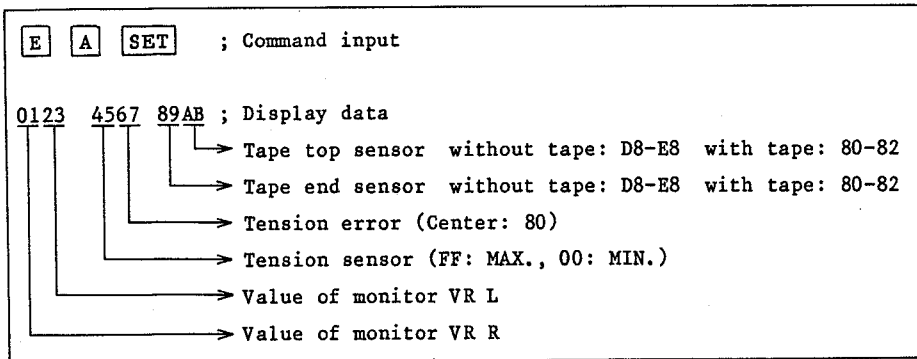 E A SET ; Command input
0123 4567 89AB ; Display data
Tape top sensor without tape: D8-E8 with tape: 80-82
Tape end sensor without tape: D8-E8 with tape: 80-82
Tension error (Center: 80)
Tension sensor (FF: MAX., 00: MIN.)
Value of monitor VR L
Value of monitor VR R